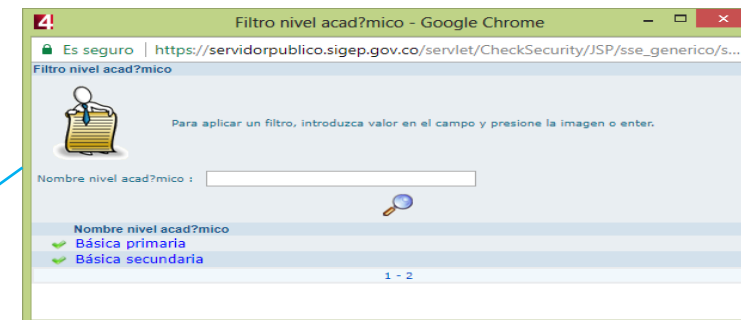 Filtro nivel acad?mico - Google Chrome
Es seguro | https://servidorpublico.sigep.gov.co/servlet/CheckSecurity/JSP/sse_generico/s...
Filtro nivel acad?mico
Para aplicar un filtro, introduzca valor en el campo y presione la imagen o enter.
Nombre nivel acad?mico :
Nombre nivel acad?mico
Básica primaria
Básica secundaria
1 - 2